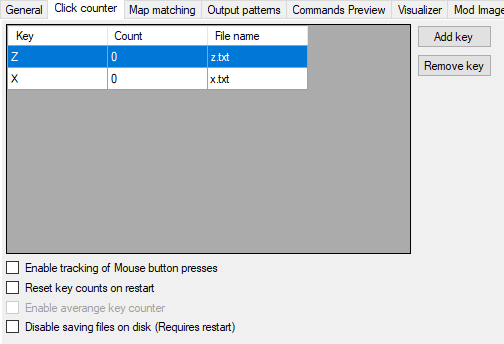 General Click counter Map matching Output patterns Commands Preview Visualizer Mod Image
Key Count File name
Add key
Z 0 z.txt
Remove key
X 0 x.txt
Enable tracking of Mouse button presses
Reset key counts on restart
Enable averange key counter
Disable saving files on disk (Requires restart)